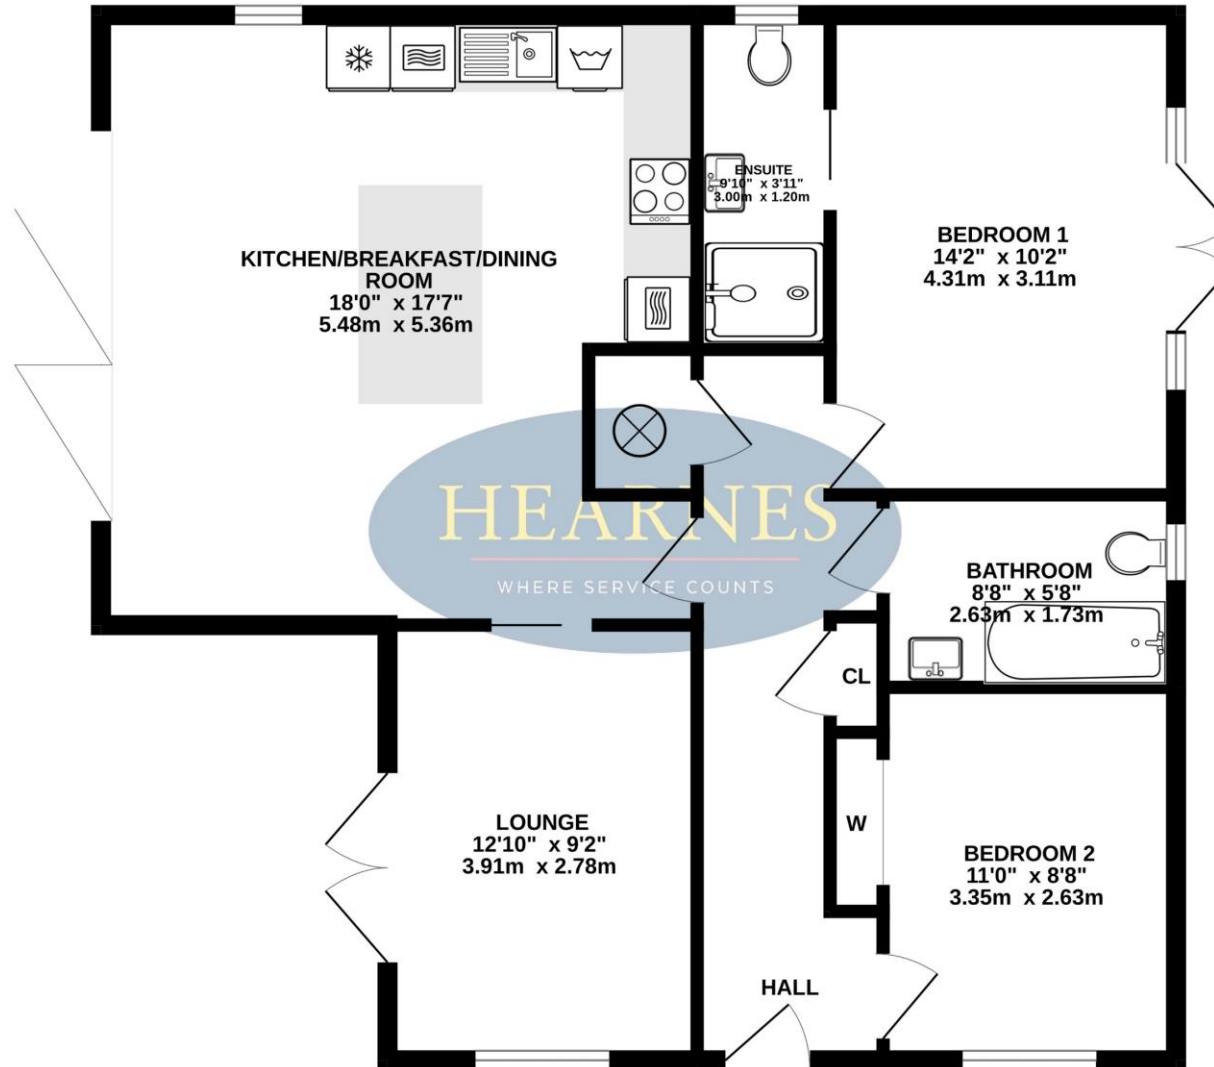 KITCHEN/BREAKFAST/DINING
ROOM
18'0" x 17'7"
5.48m x 5.36m
ENSUITE
9'10" x 3'11"
3.00m x 1.20m
BEDROOM 1
14'2" x 10'2"
4.31m x 3.11m
HEARNES
WHERE SERVICE COUNTS
BATHROOM
8'8" x 5'8"
2.63m x 1.73m
CL
W
LOUNGE
12'10" x 9'2"
3.91m x 2.78m
BEDROOM 2
11'0" x 8'8"
3.35m x 2.63m
HALL